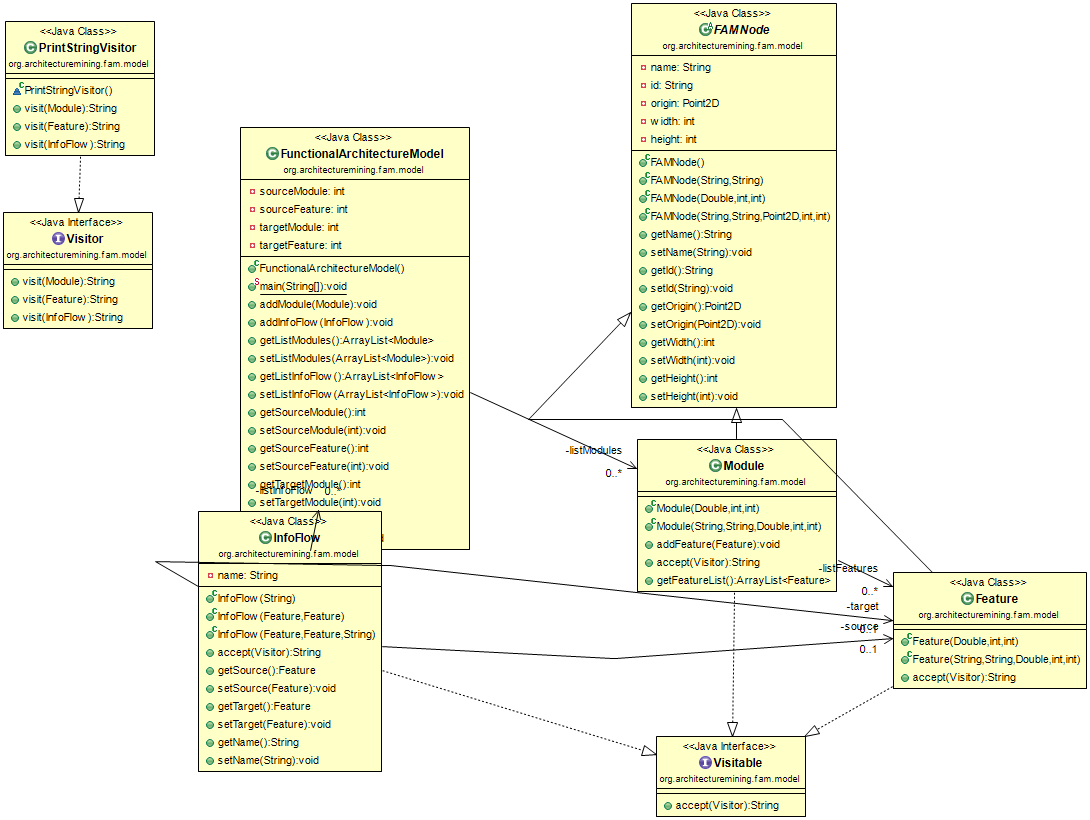 <<Java Class>>
PrintStringVisitor
org.architecturemining.fam.model
PrintStringVisitor()
visit(Module):String
visit(Feature):String
visit(InfoFlow):String
<<Java Interface>>
Visitor
org.architecturemining.fam.model
visit(Module):String
visit(Feature):String
visit(InfoFlow):String
<<Java Class>>
FunctionalArchitectureModel
org.architecturemining.fam.model
sourceModule: int
sourceFeature: int
targetModule: int
targetFeature: int
FunctionalArchitectureModel()
main(String[]):void
addModule(Module):void
addInfoFlow(InfoFlow):void
getListModules():ArrayList<Module>
setListModules(ArrayList<Module>):void
getListInfoFlow():ArrayList<InfoFlow>
setListInfoFlow(ArrayList<InfoFlow>):void
getSourceModule():int
setSourceModule(int):void
getSourceFeature():int
setSourceFeature(int):void
getTargetModule():int
setTargetModule(int):void
-listInfoFlow 0..*
<<Java Class>>
FAMNode
org.architecturemining.fam.model
name: String
id: String
origin: Point2D
width: int
height: int
FAMNode()
FAMNode(String,String)
FAMNode(Double,int,int)
FAMNode(String,String,Point2D,int,int)
getName():String
setName(String):void
getId():String
setId(String):void
getOrigin():Point2D
setOrigin(Point2D):void
getWidth():int
setWidth(int):void
getHeight():int
setHeight(int):void
-listModules
0..*
<<Java Class>>
Module
org.architecturemining.fam.model
Module(Double,int,int)
Module(String,String,Double,int,int)
addFeature(Feature):void
accept(Visitor):String
getFeatureList():ArrayList<Feature>
<<Java Class>>
InfoFlow
org.architecturemining.fam.model
name: String
InfoFlow(String)
InfoFlow(Feature,Feature)
InfoFlow(Feature,Feature,String)
accept(Visitor):String
getSource():Feature
setSource(Feature):void
getTarget():Feature
setTarget(Feature):void
getName():String
setName(String):void
-listFeatures
0..*
-target
0..1
-source
0..1
<<Java Class>>
Feature
org.architecturemining.fam.model
Feature(Double,int,int)
Feature(String,String,Double,int,int)
accept(Visitor):String
<<Java Interface>>
Visitable
org.architecturemining.fam.model
accept(Visitor):String